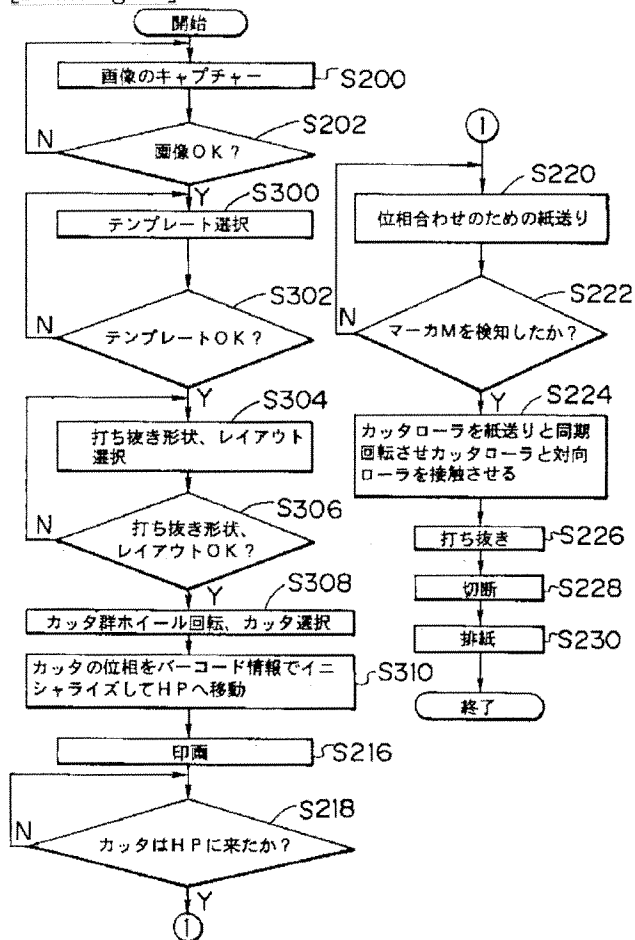 開始
画像のキャプチャー
S200
S202
画像OK?
N
Y
S300
テンプレート選択
S302
テンプレートOK?
N
Y
S304
打ち抜き形状、レイアウト
選択
S306
打ち抜き形状、
レイアウトOK?
N
Y
S308
カッタ群ホイール回転、カッタ選択
カッタの位相をバーコード情報でイニ
シャライズしてHPへ移動
S310
印画
S216
S218
カッタはHPに来たか?
N
Y
①
①
S220
位相合わせのための紙送り
S222
マーカMを検知したか?
N
Y
S224
カッタローラを紙送りと同期
回転させカッタローラと対向
ローラを接触させる
打ち抜き
S226
切断
S228
排紙
S230
終了